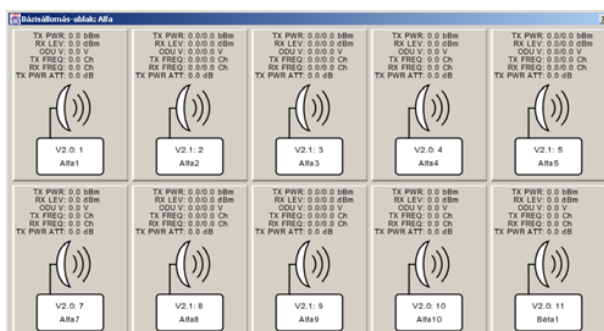 Bázisállomás-ablak: Alfa
TX PWR: 0.0 bBm
RX LEV: 0.0 dBm
ODU V: 0.0 V
TX FREQ: 0.0 Ch
RX FREQ: 0.0 Ch
TX PWR ATT: 0.0 dB
V2.0: 1
Alfa1
TX PWR: 0.0/0.0 bBm
RX LEV: 0.0/0.0 dBm
ODU V: 0.0/0.0 V
TX FREQ: 0.0/0.0 Ch
RX FREQ: 0.0/0.0 Ch
TX PWR ATT: 0.0 dB
V2.1: 2
Alfa2
TX PWR: 0.0/0.0 bBm
RX LEV: 0.0/0.0 dBm
ODU V: 0.0/0.0 V
TX FREQ: 0.0/0.0 Ch
RX FREQ: 0.0/0.0 Ch
TX PWR ATT: 0.0 dB
V2.1: 3
Alfa3
TX PWR: 0.0 bBm
RX LEV: 0.0 dBm
ODU V: 0.0 V
TX FREQ: 0.0 Ch
RX FREQ: 0.0 Ch
TX PWR ATT: 0.0 dB
V2.0: 4
Alfa4
TX PWR: 0.0/0.0 bBm
RX LEV: 0.0/0.0 dBm
ODU V: 0.0/0.0 V
TX FREQ: 0.0/0.0 Ch
RX FREQ: 0.0/0.0 Ch
TX PWR ATT: 0.0 dB
V2.1: 5
Alfa5
TX PWR: 0.0 bBm
RX LEV: 0.0 dBm
ODU V: 0.0 V
TX FREQ: 0.0 Ch
RX FREQ: 0.0 Ch
TX PWR ATT: 0.0 dB
V2.0: 7
Alfa7
TX PWR: 0.0/0.0 bBm
RX LEV: 0.0/0.0 dBm
ODU V: 0.0/0.0 V
TX FREQ: 0.0/0.0 Ch
RX FREQ: 0.0/0.0 Ch
TX PWR ATT: 0.0 dB
V2.1: 8
Alfa8
TX PWR: 0.0/0.0 bBm
RX LEV: 0.0/0.0 dBm
ODU V: 0.0/0.0 V
TX FREQ: 0.0/0.0 Ch
RX FREQ: 0.0/0.0 Ch
TX PWR ATT: 0.0 dB
V2.1: 9
Alfa9
TX PWR: 0.0 bBm
RX LEV: 0.0 dBm
ODU V: 0.0 V
TX FREQ: 0.0 Ch
RX FREQ: 0.0 Ch
TX PWR ATT: 0.0 dB
V2.0: 10
Alfa10
TX PWR: 0.0 bBm
RX LEV: 0.0 dBm
ODU V: 0.0 V
TX FREQ: 0.0 Ch
RX FREQ: 0.0 Ch
TX PWR ATT: 0.0 dB
V2.0: 11
Béta1